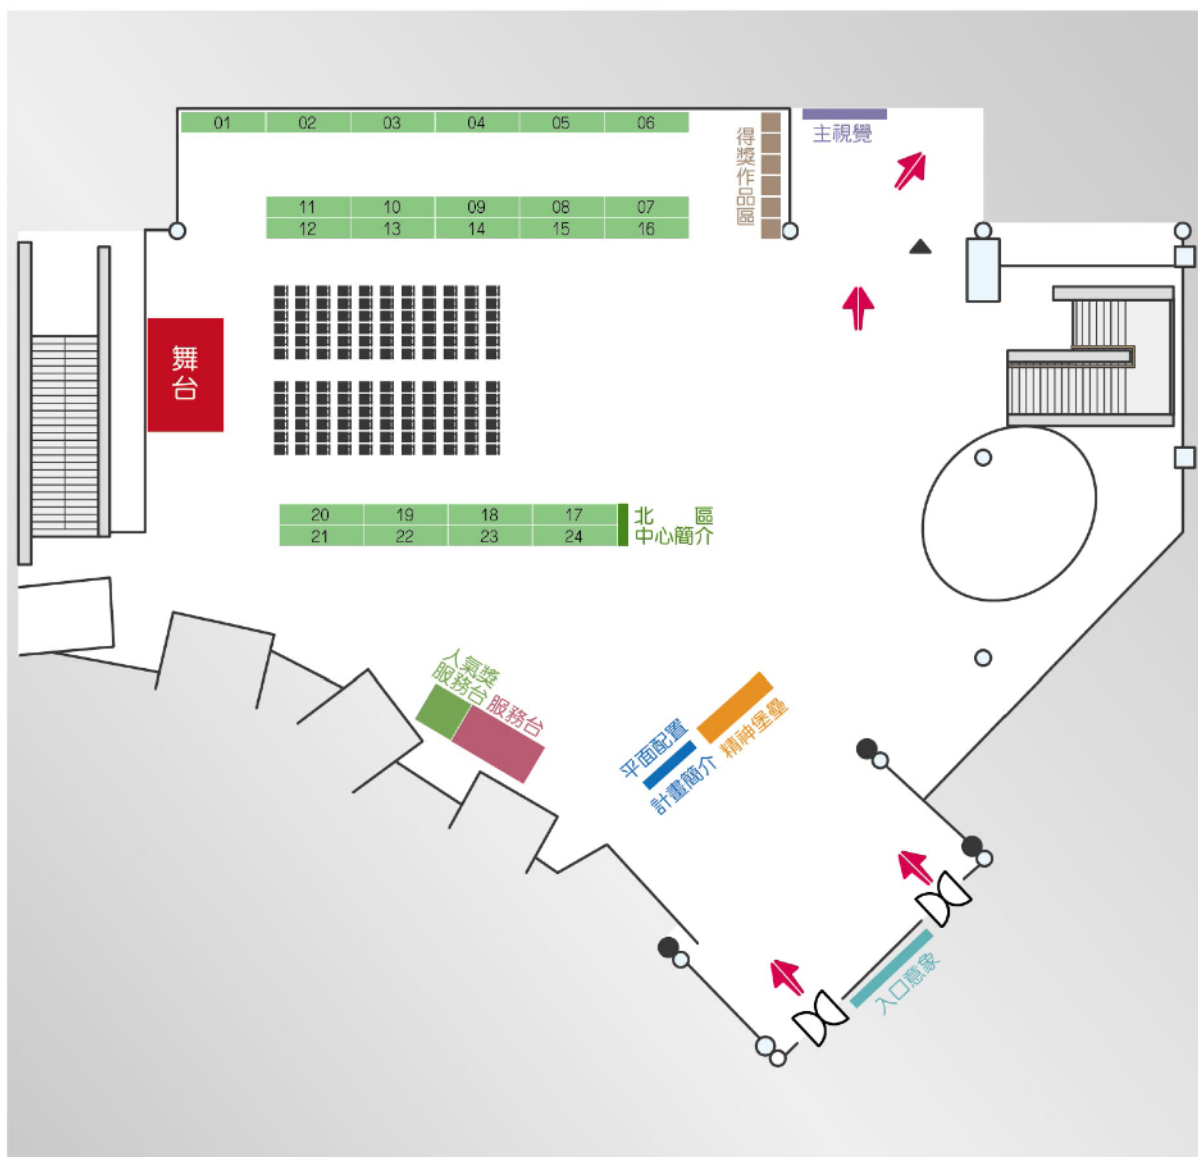 01 02 03 04 05 06
得獎作品區
主視覺
11 10 09 08 07
12 13 14 15 16
舞台
20 19 18 17
21 22 23 24
北 區
中心簡介
人氣獎
服務台
服務台
平面配置
計畫簡介
精神堡壘
入口意象